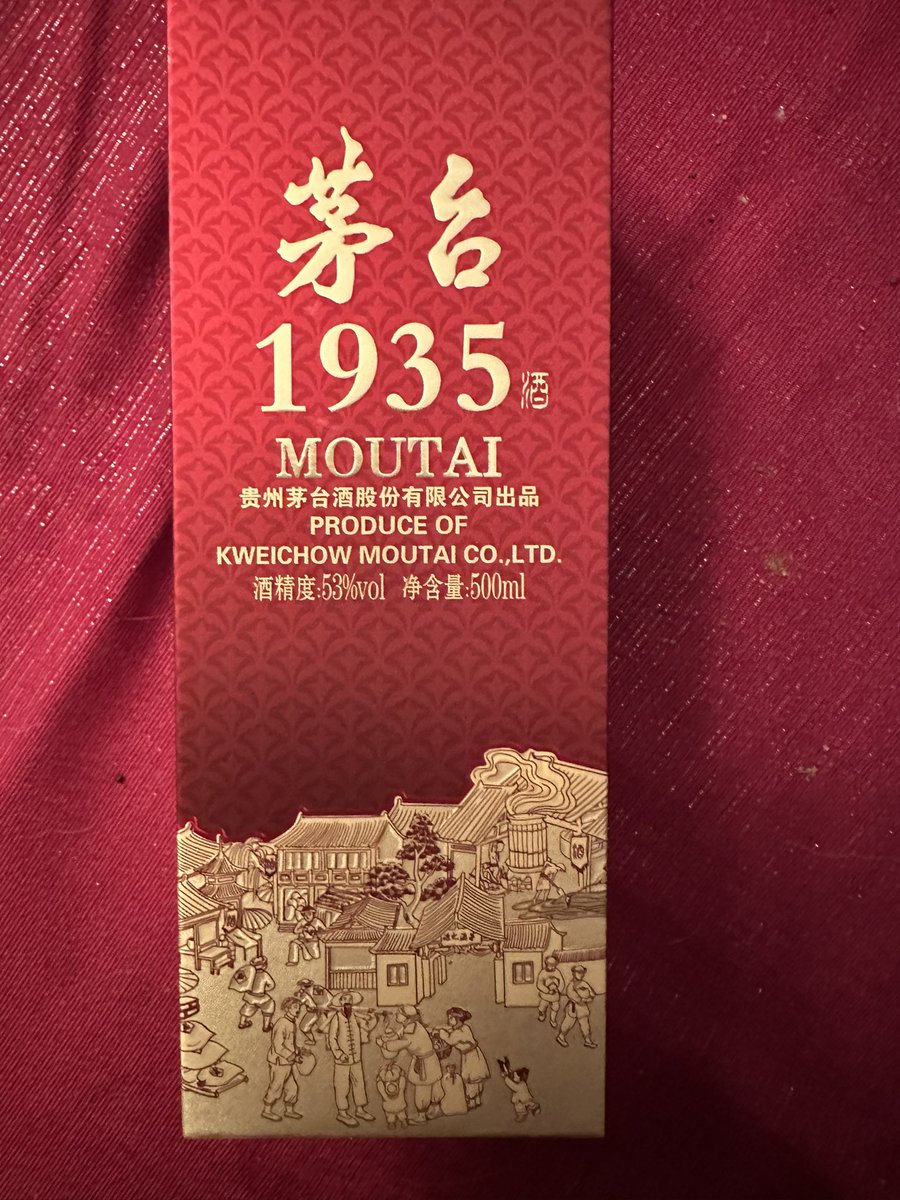 茅台
1935酒
MOUTAI
贵州茅台酒股份有限公司出品
PRODUCE OF
KWEICHOW MOUTAI CO.,LTD.
酒精度:53%vol 净含量:500ml